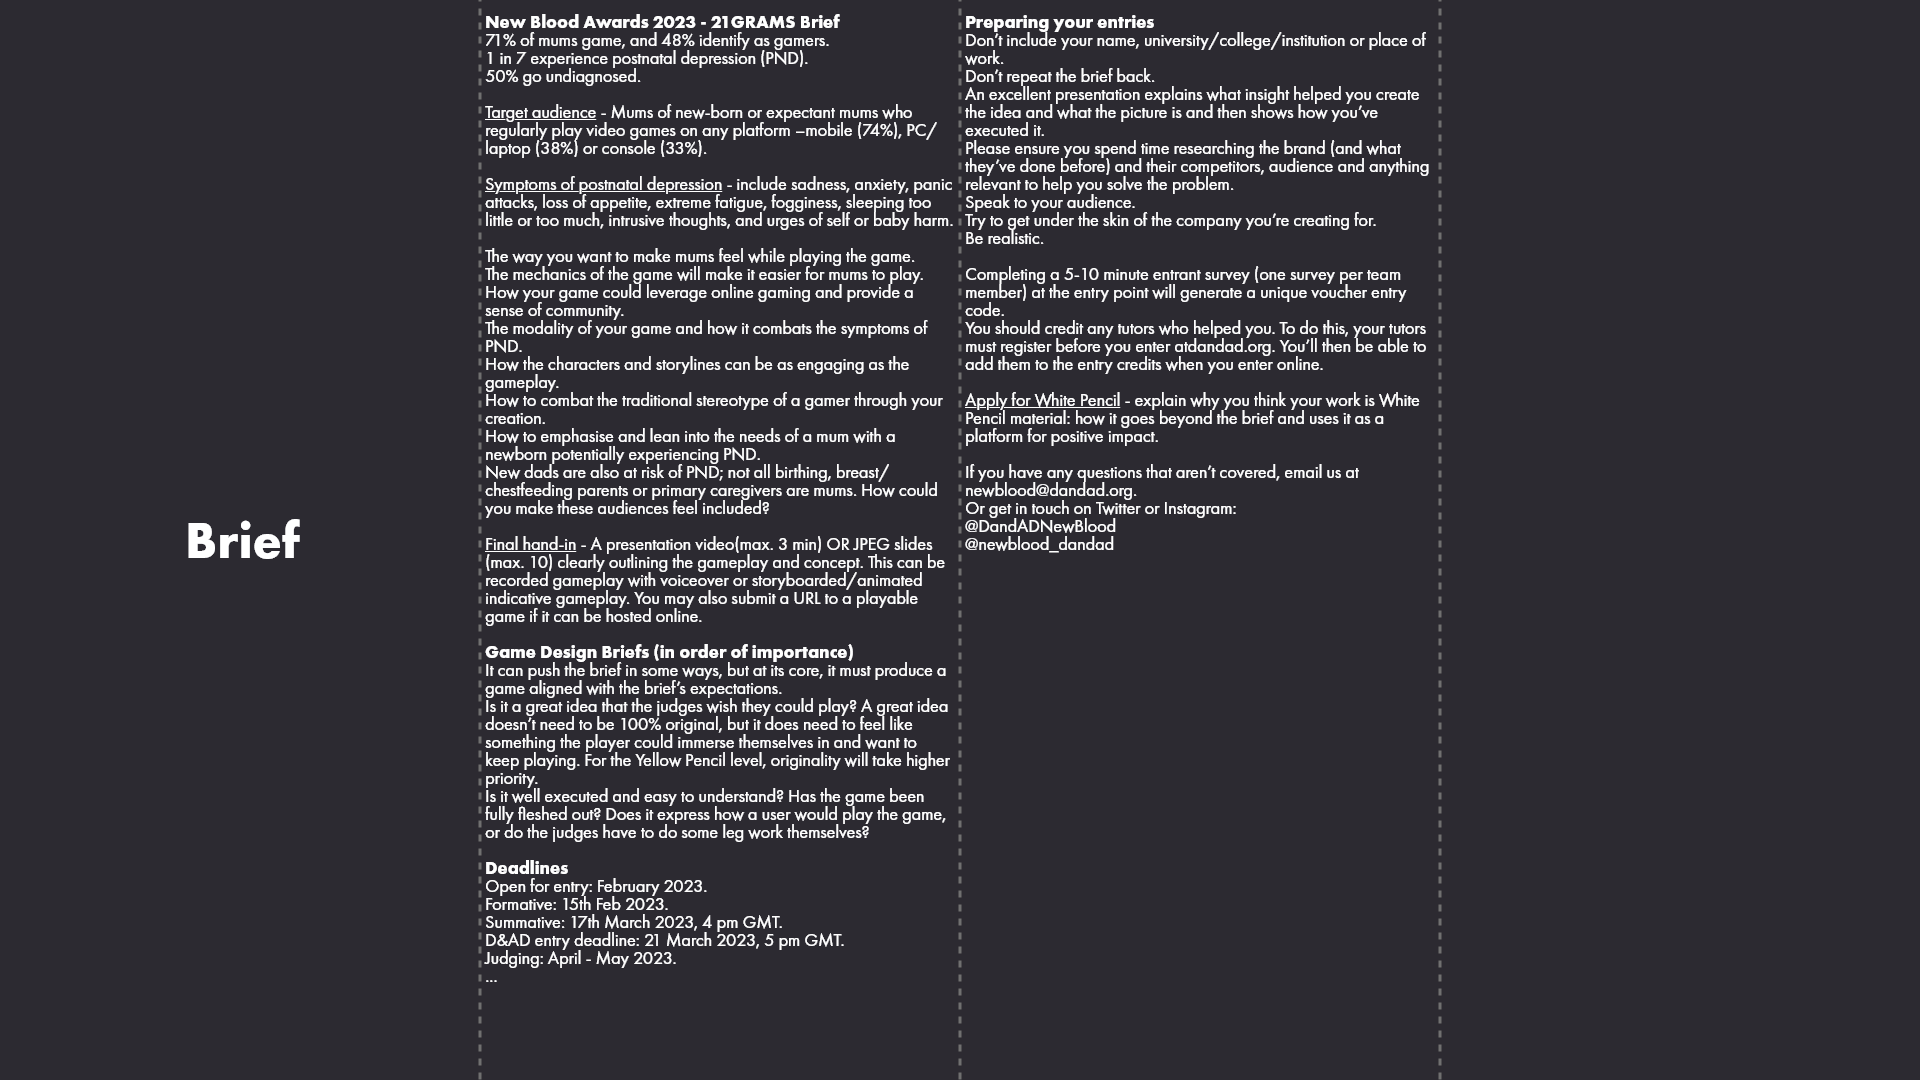 Brief
New Blood Awards 2023 - 21GRAMS Brief
71% of mums game, and 48% identify as gamers.
1 in 7 experience postnatal depression (PND).
50% go undiagnosed.
Target audience - Mums of new-born or expectant mums who
regularly play video games on any platform –mobile (74%), PC/
laptop (38%) or console (33%).
Symptoms of postnatal depression - include sadness, anxiety, panic
attacks, loss of appetite, extreme fatigue, fogginess, sleeping too
little or too much, intrusive thoughts, and urges of self or baby harm.
The way you want to make mums feel while playing the game.
The mechanics of the game will make it easier for mums to play.
How your game could leverage online gaming and provide a
sense of community.
The modality of your game and how it combats the symptoms of
PND.
How the characters and storylines can be as engaging as the
gameplay.
How to combat the traditional stereotype of a gamer through your
creation.
How to emphasise and lean into the needs of a mum with a
newborn potentially experiencing PND.
New dads are also at risk of PND; not all birthing, breast/
chestfeeding parents or primary caregivers are mums. How could
you make these audiences feel included?
Final hand-in - A presentation video(max. 3 min) OR JPEG slides
(max. 10) clearly outlining the gameplay and concept. This can be
recorded gameplay with voiceover or storyboarded/animated
indicative gameplay. You may also submit a URL to a playable
game if it can be hosted online.
Game Design Briefs (in order of importance)
It can push the brief in some ways, but at its core, it must produce a
game aligned with the brief's expectations.
Is it a great idea that the judges wish they could play? A great idea
doesn't need to be 100% original, but it does need to feel like
something the player could immerse themselves in and want to
keep playing. For the Yellow Pencil level, originality will take higher
priority.
Is it well executed and easy to understand? Has the game been
fully fleshed out? Does it express how a user would play the game,
or do the judges have to do some leg work themselves?
Deadlines
Open for entry: February 2023.
Formative: 15th Feb 2023.
Summative: 17th March 2023, 4 pm GMT.
D&AD entry deadline: 21 March 2023, 5 pm GMT.
Judging: April - May 2023.
...
Preparing your entries
Don't include your name, university/college/institution or place of
work.
Don't repeat the brief back.
An excellent presentation explains what insight helped you create
the idea and what the picture is and then shows how you've
executed it.
Please ensure you spend time researching the brand (and what
they've done before) and their competitors, audience and anything
relevant to help you solve the problem.
Speak to your audience.
Try to get under the skin of the company you're creating for.
Be realistic.
Completing a 5-10 minute entrant survey (one survey per team
member) at the entry point will generate a unique voucher entry
code.
You should credit any tutors who helped you. To do this, your tutors
must register before you enter atdandad.org. You'll then be able to
add them to the entry credits when you enter online.
Apply for White Pencil - explain why you think your work is White
Pencil material: how it goes beyond the brief and uses it as a
platform for positive impact.
If you have any questions that aren't covered, email us at
newblood@dandad.org.
Or get in touch on Twitter or Instagram:
@DandADNewBlood
@newblood_dandad